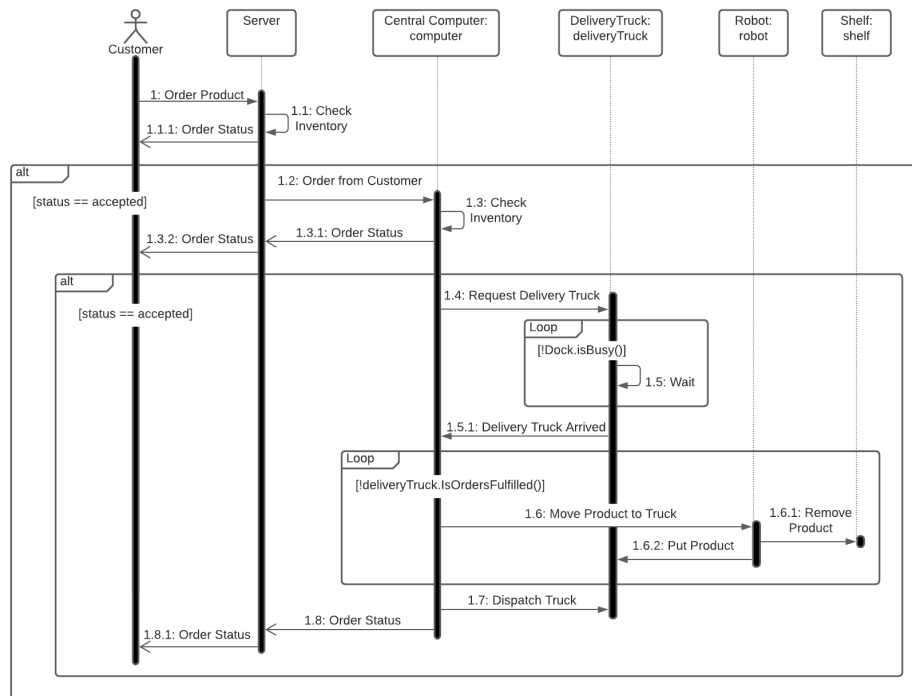 Customer
Server
Central Computer:
computer
DeliveryTruck:
deliveryTruck
Robot:
robot
Shelf:
shelf
1: Order Product
1.1: Check
Inventory
1.1.1: Order Status
alt
[status == accepted]
1.2: Order from Customer
1.3: Check
Inventory
1.3.1: Order Status
1.3.2: Order Status
alt
[status == accepted]
1.4: Request Delivery Truck
Loop
[!Dock.isBusy()]
1.5: Wait
1.5.1: Delivery Truck Arrived
Loop
[!deliveryTruck.IsOrdersFulfilled()]
1.6: Move Product to Truck
1.6.1: Remove
Product
1.6.2: Put Product
1.7: Dispatch Truck
1.8: Order Status
1.8.1: Order Status